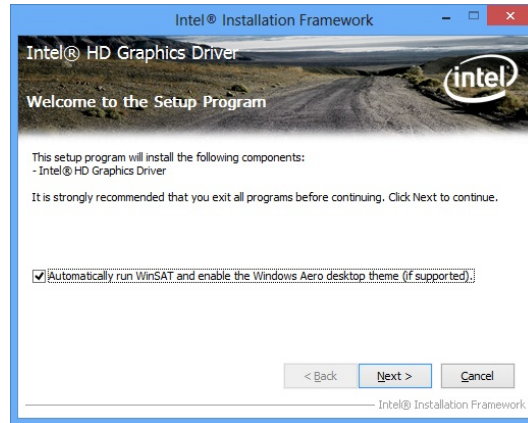 Intel® Installation Framework
Intel® HD Graphics Driver
intel®
Welcome to the Setup Program
This setup program will install the following components:
- Intel® HD Graphics Driver
It is strongly recommended that you exit all programs before continuing. Click Next to continue.
Automatically run WinSAT and enable the Windows Aero desktop theme (if supported).
< Back Next > Cancel
Intel® Installation Framework